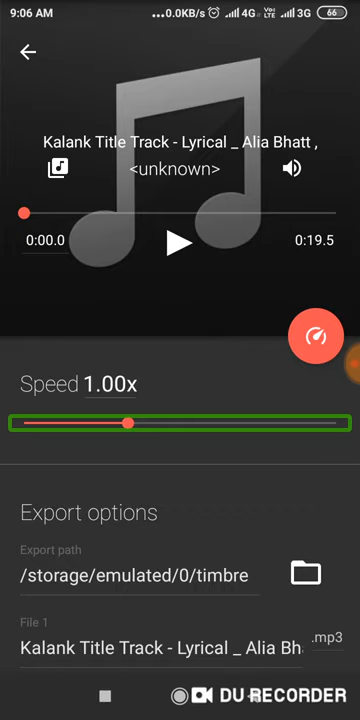 9:06 AM ...0.0KB/s 4G Vo) LTE 3G 66
Kalank Title Track - Lyrical _ Alia Bhatt ,
<unknown>
0:00.0 0:19.5
Speed 1.00x
Export options
Export path
/storage/emulated/0/timbre
File 1
Kalank Title Track - Lyrical _ Alia Bh .mp3
DU RECORDER